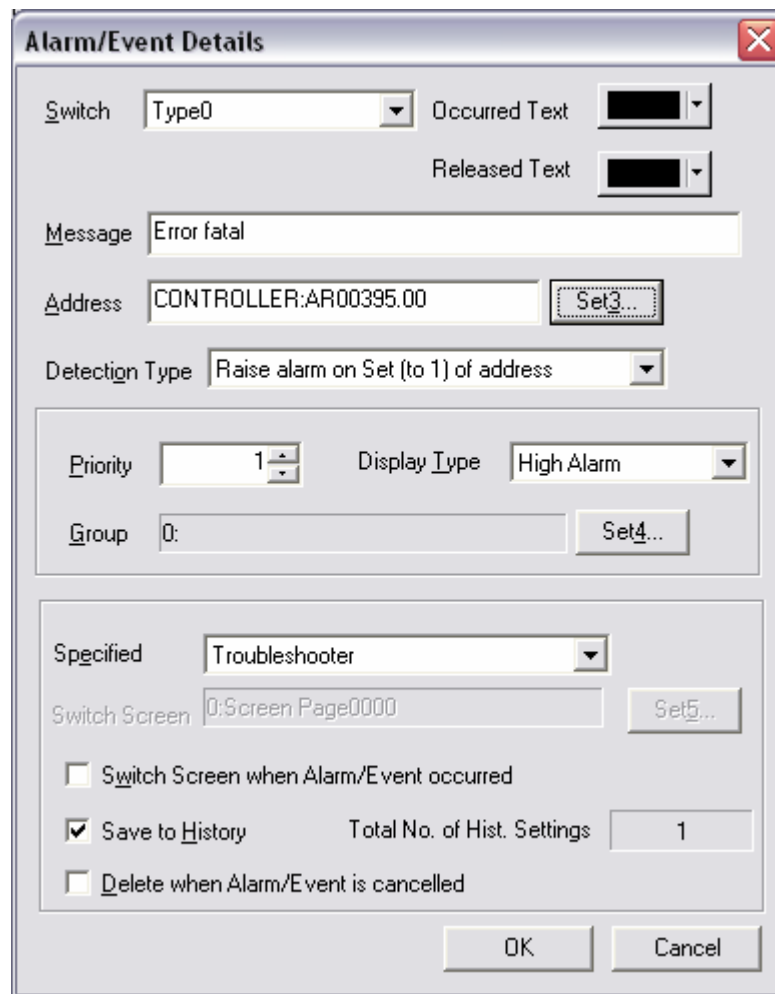 Alarm/Event Details
Switch Type0 Occurred Text
Released Text
Message Error fatal
Address CONTROLLER:AR00395.00 Set3...
Detection Type Raise alarm on Set (to 1) of address
Priority 1 Display Type High Alarm
Group 0: Set4...
Specified Troubleshooter
Switch Screen 0:Screen Page0000 Set5...
Switch Screen when Alarm/Event occurred
Save to History Total No. of Hist. Settings 1
Delete when Alarm/Event is cancelled
OK Cancel